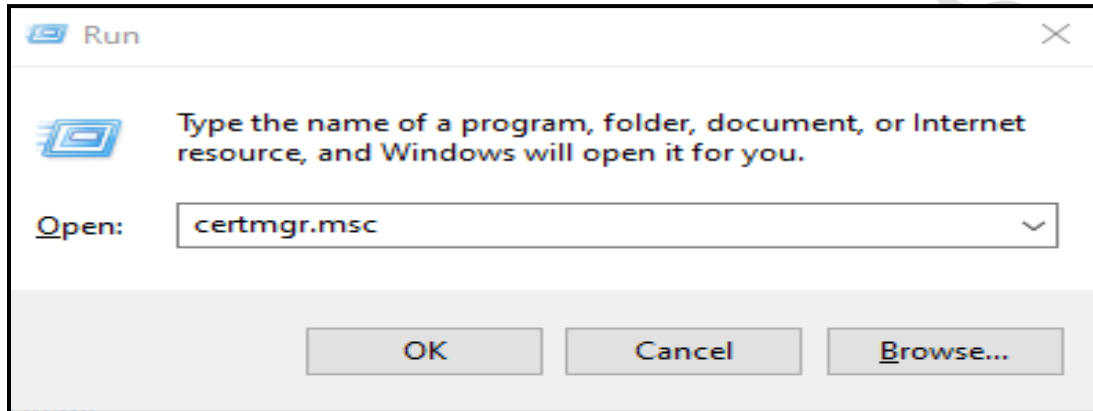 Run
Type the name of a program, folder, document, or Internet
resource, and Windows will open it for you.
Open:
certmgr.msc
OK
Cancel
Browse...